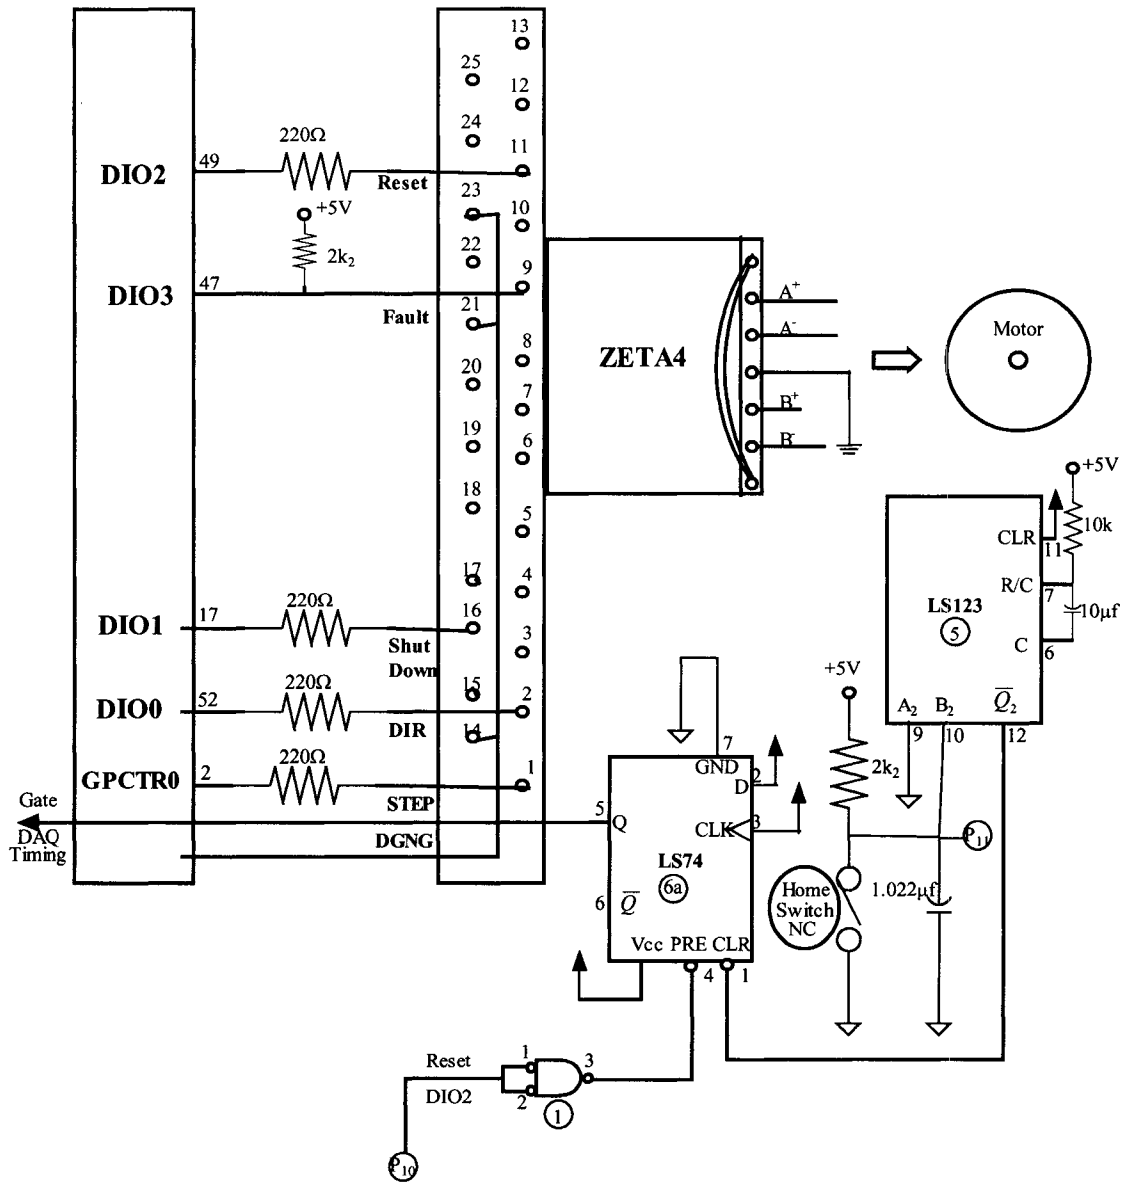 13
25
12
24
220Ω
11
DIO2
49
Reset
23
10
+5V
2k₂
22
9
DIO3
47
Fault
21
A⁺
A⁻
B⁺
B⁻
ZETA4
Motor
8
20
7
19
6
18
5
17
4
DIO1
17
220Ω
16
Shut
Down
3
15
DIO0
52
220Ω
2
DIR
14
GPCTR0
2
220Ω
1
STEP
Gate
DAQ
Timing
DGNG
+5V
10k
CLR
11
R/C
7
LS123
5
10μf
C
6
A₂
B₂
Q̅₂
9
10
12
+5V
2k₂
P₁₁
Home
Switch
NC
1.022μf
7
GND
2
D
5
Q
CLK
3
LS74
6a
6
Q̅
Vcc PRE CLR
4
1
Reset
DIO2
1
2
3
1
P₁₀